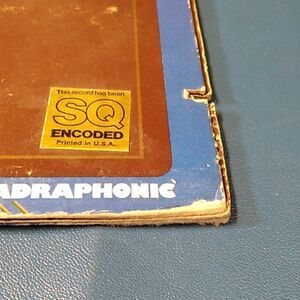 This record has been
SQ
ENCODED
Printed in U.S.A.
ADRAPHONIC